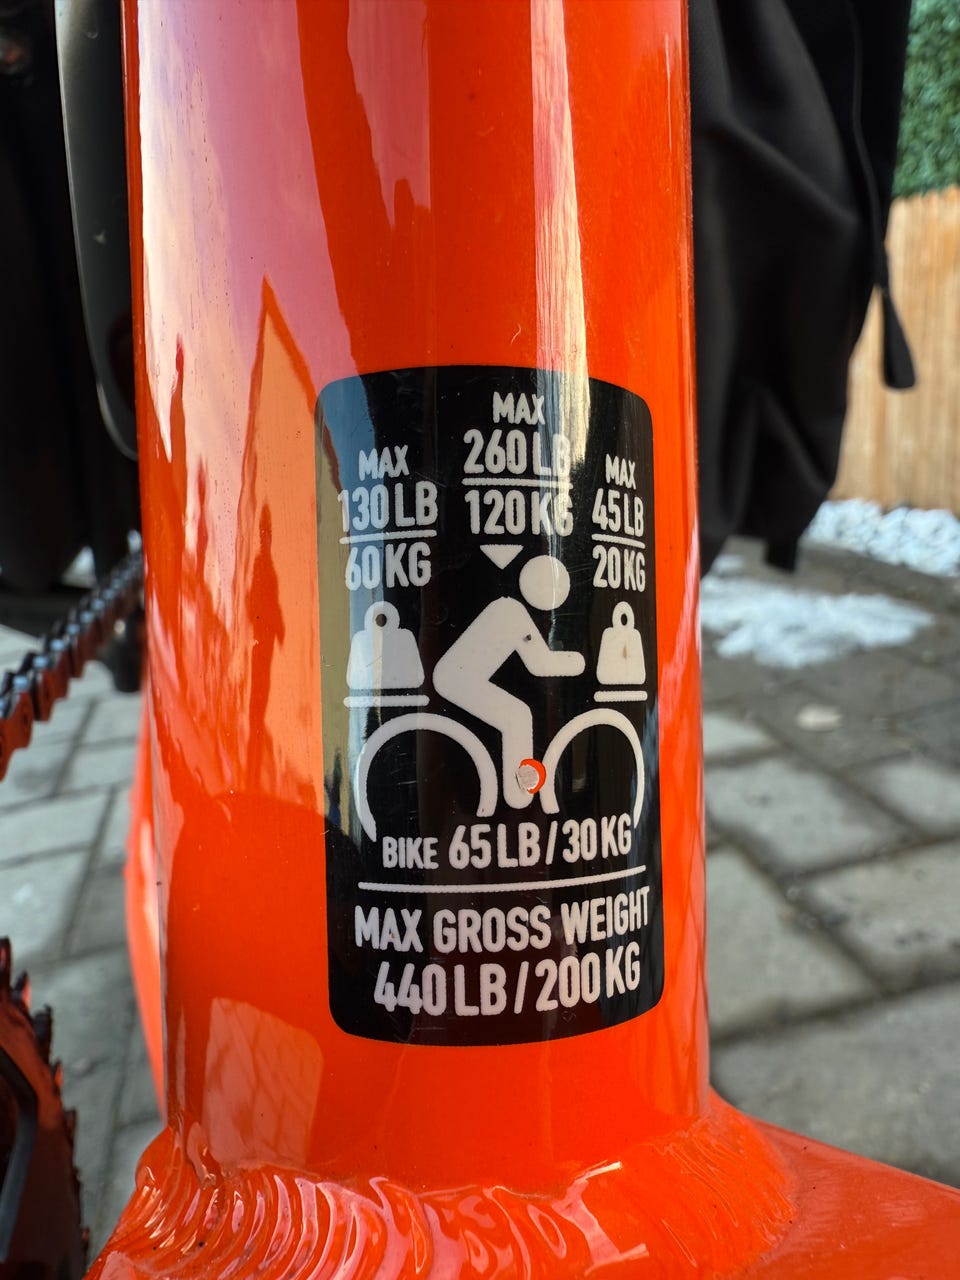 MAX
260 LB
120 KG
MAX
130 LB
60 KG
MAX
45 LB
20 KG
BIKE 65 LB / 30 KG
MAX GROSS WEIGHT
440 LB / 200 KG